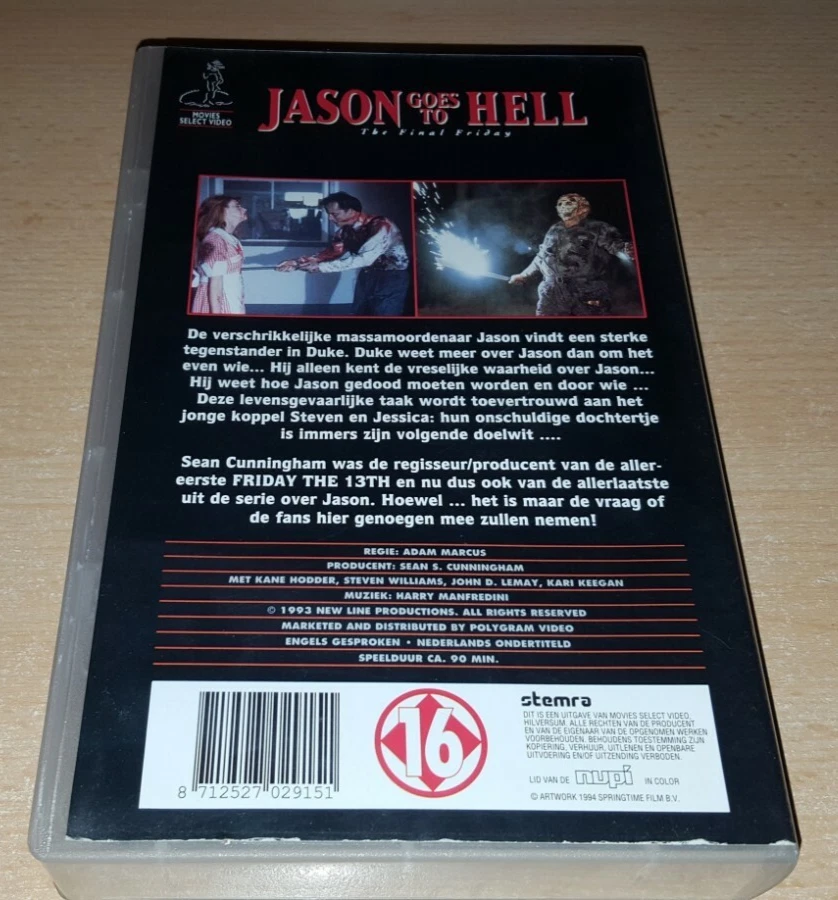 MOVIES
SELECT VIDEO
JASON GOES TO HELL
The Final Friday
De verschrikkelijke massamoordenaar Jason vindt een sterke
tegenstander in Duke. Duke weet meer over Jason dan om het
even wie... Hij alleen kent de vreselijke waarheid over Jason...
Hij weet hoe Jason gedood moeten worden en door wie ...
Deze levensgevaarlijke taak wordt toevertrouwd aan het
jonge koppel Steven en Jessica: hun onschuldige dochtertje
is immers zijn volgende doelwit ....
Sean Cunningham was de regisseur/producent van de aller-
eerste FRIDAY THE 13TH en nu dus ook van de allerlaatste
uit de serie over Jason. Hoewel ... het is maar de vraag of
de fans hier genoegen mee zullen nemen!
REGIE: ADAM MARCUS
PRODUCENT: SEAN S. CUNNINGHAM
MET KANE HODDER, STEVEN WILLIAMS, JOHN D. LEMAY, KARI KEEGAN
MUZIEK: HARRY MANFREDINI
© 1993 NEW LINE PRODUCTIONS. ALL RIGHTS RESERVED
MARKETED AND DISTRIBUTED BY POLYGRAM VIDEO
ENGELS GESPROKEN • NEDERLANDS ONDERTITELD
SPEELDUUR CA. 90 MIN.
8 712527 029151
16
stemra
DIT IS EEN UITGAVE VAN MOVIES SELECT VIDEO,
HILVERSUM. ALLE RECHTEN VAN DE PRODUCENT
EN VAN DE EIGENAAR VAN DE OPGENOMEN WERKEN
VOORBEHOUDEN. BEHOUDENS TOESTEMMING ZIJN
KOPIERING, VERHUUR, UITLENEN EN OPENBARE
UITVOERING EN/OF UITZENDING VERBODEN.
LID VAN DE nupi IN COLOR
© ARTWORK 1994 SPRINGTIME FILM B.V.